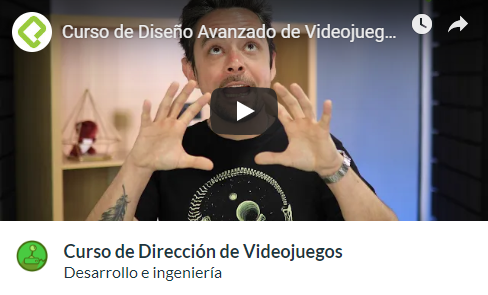 Curso de Diseño Avanzado de Videojueg...
Curso de Dirección de Videojuegos
Desarrollo e ingeniería